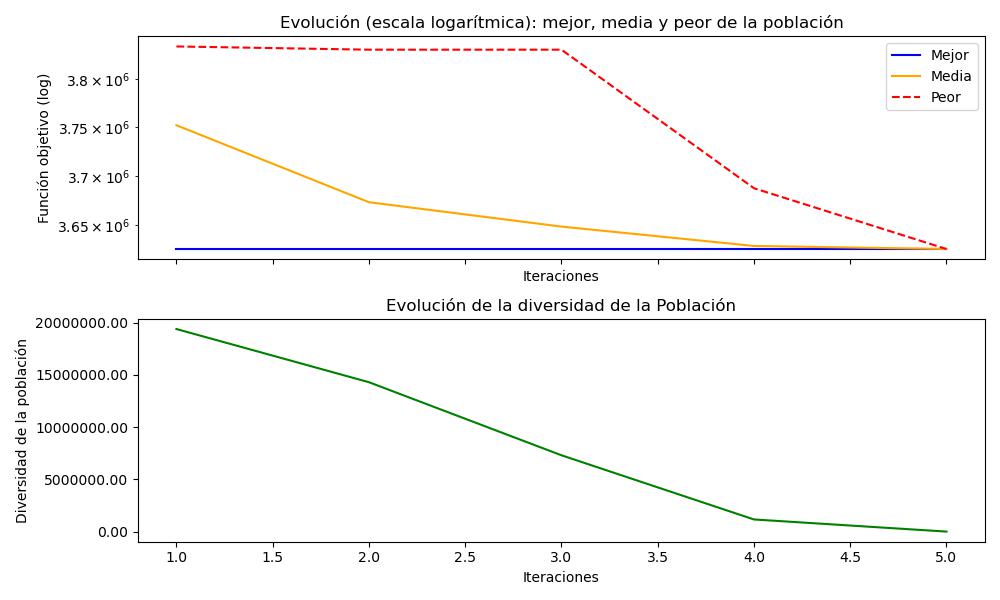 Evolución (escala logarítmica): mejor, media y peor de la población
Función objetivo (log)
3.8 × 10⁶
3.75 × 10⁶
3.7 × 10⁶
3.65 × 10⁶
Mejor
Media
Peor
Iteraciones
Evolución de la diversidad de la Población
Diversidad de la población
20000000.00
15000000.00
10000000.00
5000000.00
0.00
1.0 1.5 2.0 2.5 3.0 3.5 4.0 4.5 5.0
Iteraciones